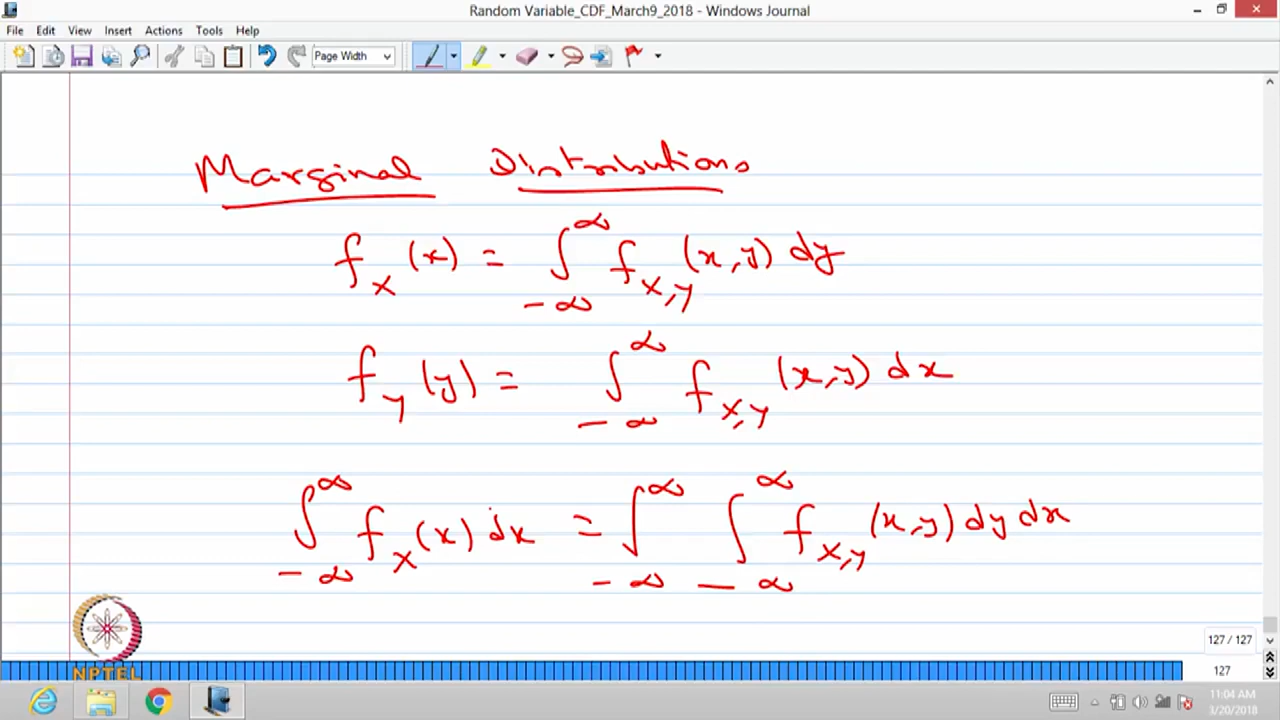 Random Variable_CDF_March9_2018 - Windows Journal
File Edit View Insert Actions Tools Help
Page Width
Marginal Distributions
f_X (x) = ∫_{-∞}^{∞} f_{X,Y} (x,y) dy
f_Y (y) = ∫_{-∞}^{∞} f_{X,Y} (x,y) dx
∫_{-∞}^{∞} f_X (x) dx = ∫_{-∞}^{∞} ∫_{-∞}^{∞} f_{X,Y} (x,y) dy dx
127 / 127
NPTEL
127
11:04 AM
3/20/2018